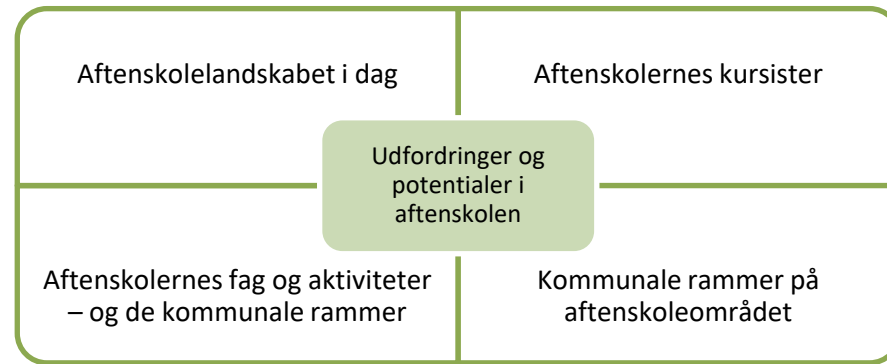 Aftenskolelandskabet i dag
Aftenskolernes kursister
Udfordringer og
potentialer i
aftenskolen
Aftenskolernes fag og aktiviteter
– og de kommunale rammer
Kommunale rammer på
aftenskoleområdet